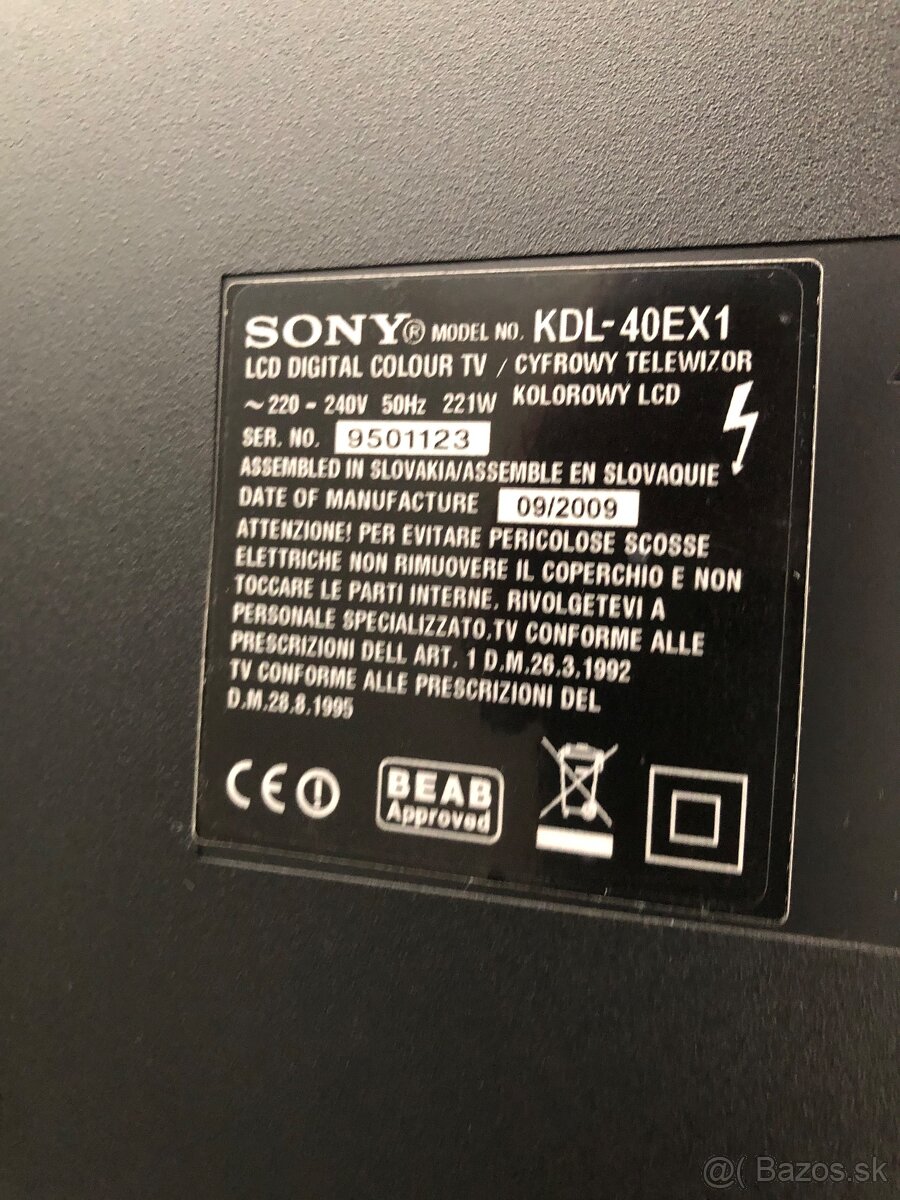 SONY® MODEL NO. KDL-40EX1
LCD DIGITAL COLOUR TV / CYFROWY TELEWIZOR
~ 220 - 240V 50Hz 221W KOLOROWY LCD
SER. NO. 9501123
ASSEMBLED IN SLOVAKIA/ASSEMBLE EN SLOVAQUIE
DATE OF MANUFACTURE 09/2009
ATTENZIONE! PER EVITARE PERICOLOSE SCOSSE
ELETTRICHE NON RIMUOVERE IL COPERCHIO E NON
TOCCARE LE PARTI INTERNE, RIVOLGETEVI A
PERSONALE SPECIALIZZATO.TV CONFORME ALLE
PRESCRIZIONI DELL ART. 1 D.M.26.3.1992
TV CONFORME ALLE PRESCRIZIONI DEL
D.M.28.8.1995
CE
BEAB
Approved
@( Bazos.sk